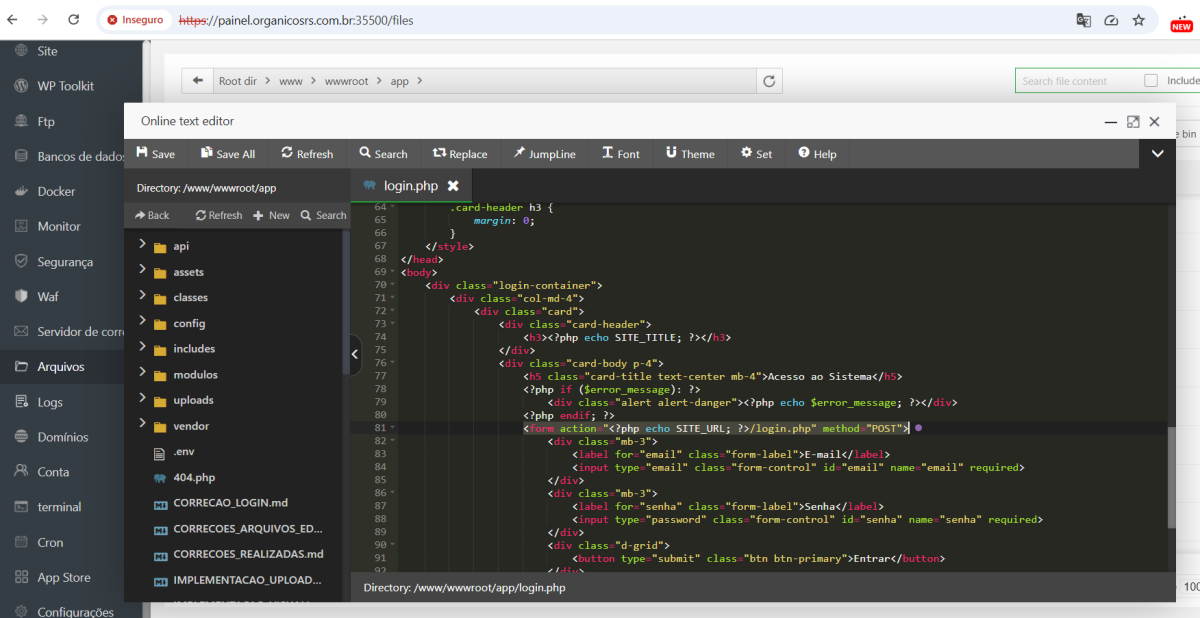 Inseguro https://painel.organicosrs.com.br:35500/files
NEW
Site
WP Toolkit
Ftp
Bancos de dados
Docker
Monitor
Segurança
Waf
Servidor de corr
Arquivos
Logs
Domínios
Conta
terminal
Cron
App Store
Configurações
Root dir > www > wwwroot > app >
Search file content Include
e bin
100
Online text editor
Save Save All Refresh Search Replace JumpLine Font Theme Set Help
Directory: /www/wwwroot/app
Back Refresh New Search
api
assets
classes
config
includes
modulos
uploads
vendor
.env
404.php
CORRECAO_LOGIN.md
CORRECOES_ARQUIVOS_ED...
CORRECOES_REALIZADAS.md
IMPLEMENTACAO_UPLOAD...
login.php
64 .card-header h3 {
65 margin: 0;
66 }
67 </style>
68 </head>
69 <body>
70 <div class="login-container">
71 <div class="col-md-4">
72 <div class="card">
73 <div class="card-header">
74 <h3><?php echo SITE_TITLE; ?></h3>
75 </div>
76 <div class="card-body p-4">
77 <h5 class="card-title text-center mb-4">Acesso ao Sistema</h5>
78 <?php if ($error_message): ?>
79 <div class="alert alert-danger"><?php echo $error_message; ?></div>
80 <?php endif; ?>
81 <form action="<?php echo SITE_URL; ?>/login.php" method="POST">
82 <div class="mb-3">
83 <label for="email" class="form-label">E-mail</label>
84 <input type="email" class="form-control" id="email" name="email" required>
85 </div>
86 <div class="mb-3">
87 <label for="senha" class="form-label">Senha</label>
88 <input type="password" class="form-control" id="senha" name="senha" required>
89 </div>
90 <div class="d-grid">
91 <button type="submit" class="btn btn-primary">Entrar</button>
92 </div>
Directory: /www/wwwroot/app/login.php